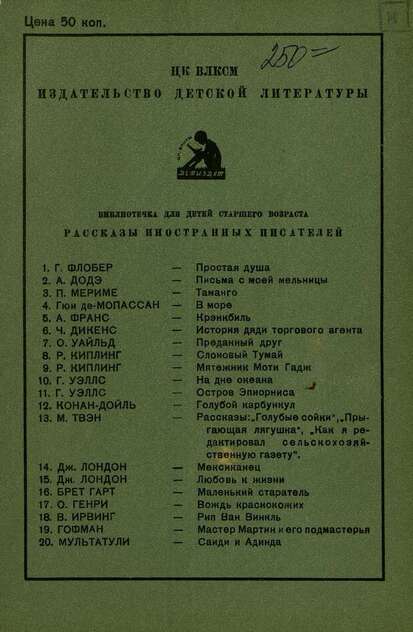 Цена 50 коп.
250=
ЦК ВЛКСМ
ИЗДАТЕЛЬСТВО ДЕТСКОЙ ЛИТЕРАТУРЫ
ДЕТИЗДАТ
БИБЛИОТЕЧКА ДЛЯ ДЕТЕЙ СТАРШЕГО ВОЗРАСТА
РАССКАЗЫ ИНОСТРАННЫХ ПИСАТЕЛЕЙ
1. Г. ФЛОБЕР — Простая душа
2. А. ДОДЭ — Письма с моей мельницы
3. П. МЕРИМЕ — Таманго
4. Гюи де-МОПАССАН — В море
5. А. ФРАНС — Крэнкбиль
6. Ч. ДИКЕНС — История дяди торгового агента
7. О. УАЙЛЬД — Преданный друг
8. Р. КИПЛИНГ — Слоновый Тумай
9. Р. КИПЛИНГ — Мятежник Моти Гадж
10. Г. УЭЛЛС — На дне океана
11. Г. УЭЛЛС — Остров Эпиорниса
12. КОНАН-ДОЙЛЬ — Голубой карбункул
13. М. ТВЭН — Рассказы: „Голубые сойки“, „Пры-
гающая лягушка“, „Как я ре-
дактировал сельскохозяй-
ственную газету“.
14. Дж. ЛОНДОН — Мексиканец
15. Дж. ЛОНДОН — Любовь к жизни
16. БРЕТ ГАРТ — Маленький старатель
17. О. ГЕНРИ — Вождь краснокожих
18. В. ИРВИНГ — Рип Ван Винкль
19. ГОФМАН — Мастер Мартин и его подмастерья
20. МУЛЬТАТУЛИ — Саиди и Адинда